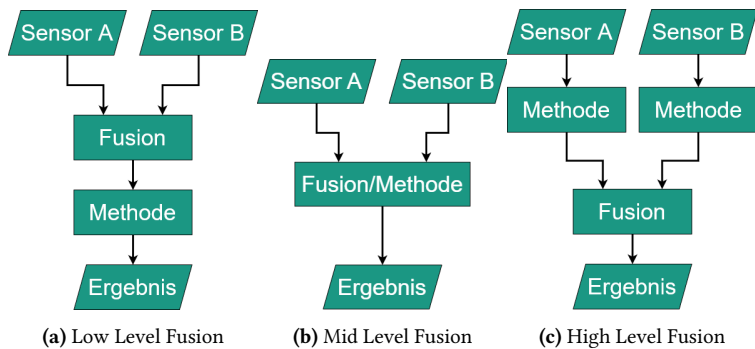 Sensor A
Sensor B
Fusion
Methode
Ergebnis
(a) Low Level Fusion
Sensor A
Sensor B
Fusion/Methode
Ergebnis
(b) Mid Level Fusion
Sensor A
Sensor B
Methode
Methode
Fusion
Ergebnis
(c) High Level Fusion